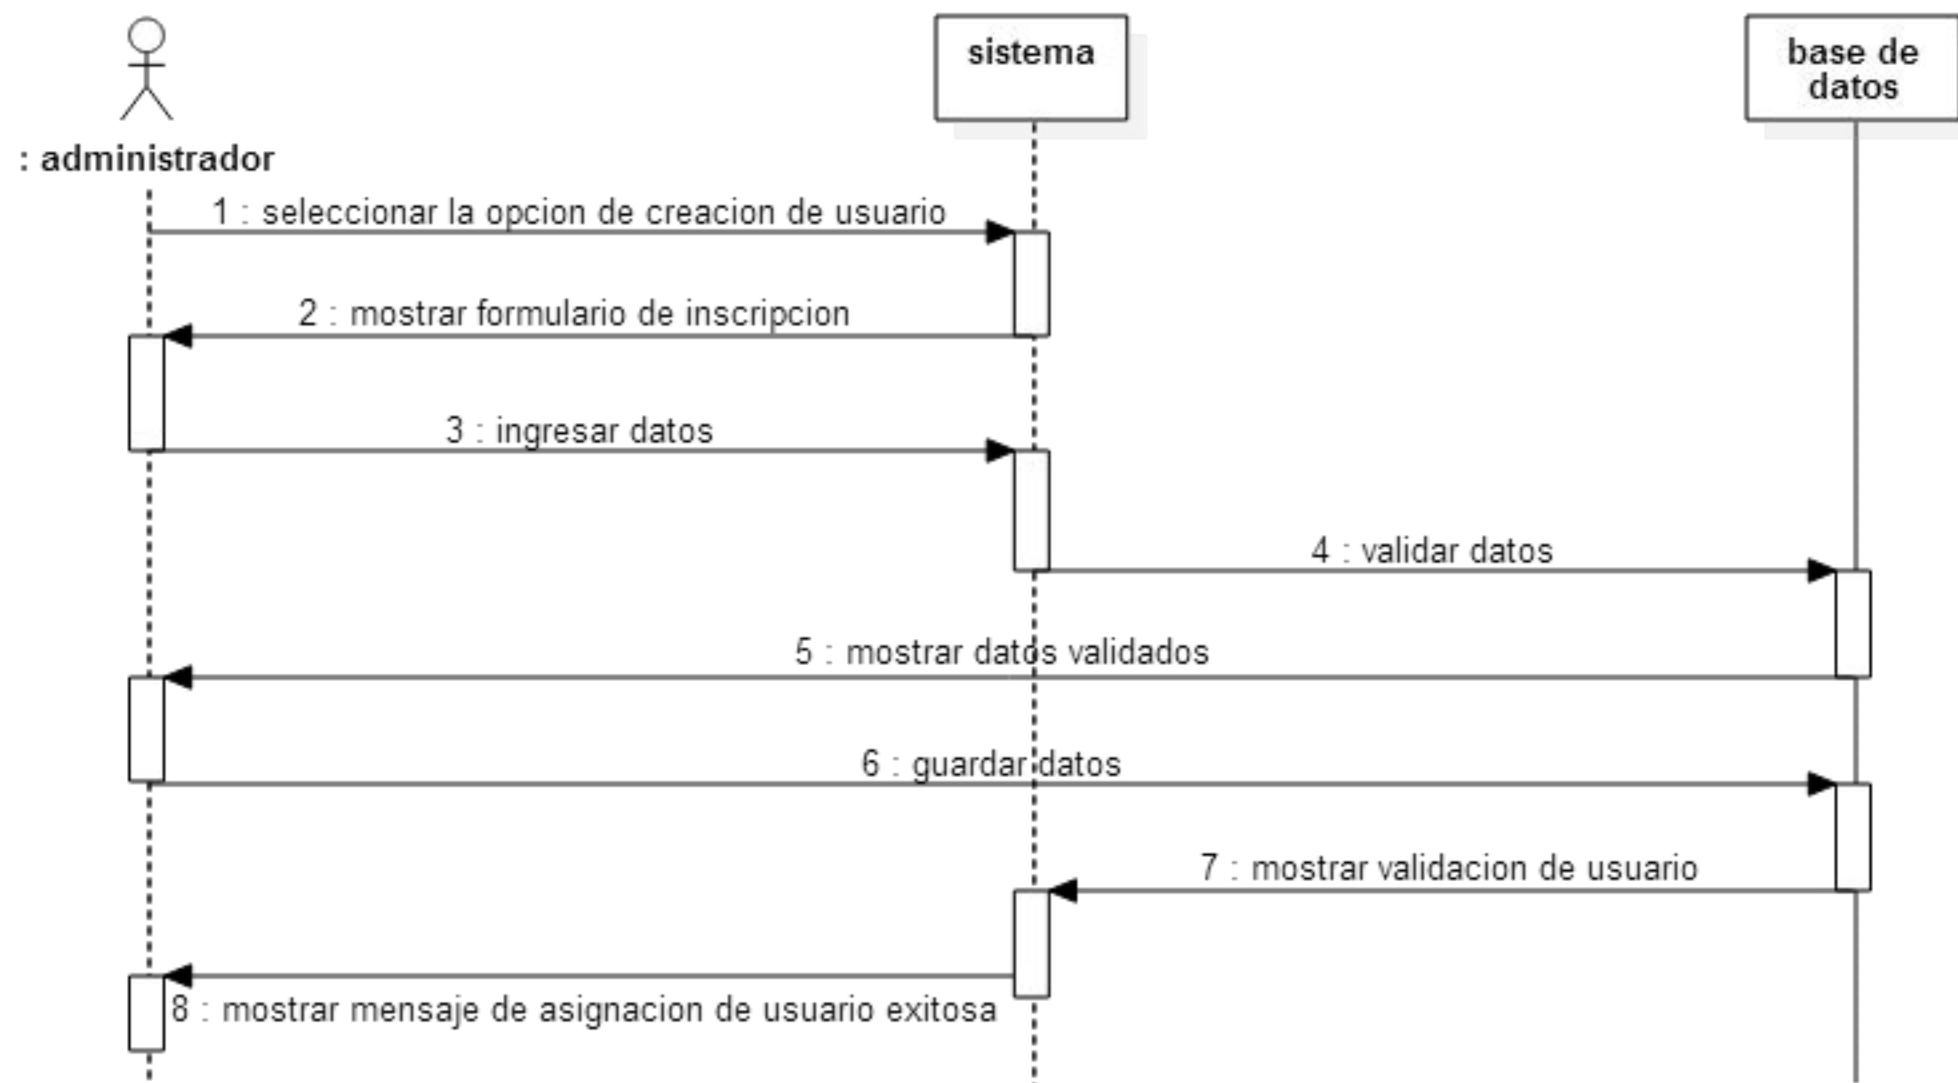 sistema
base de
datos
: administrador
1 : seleccionar la opcion de creacion de usuario
2 : mostrar formulario de inscripcion
3 : ingresar datos
4 : validar datos
5 : mostrar datos validados
6 : guardar datos
7 : mostrar validacion de usuario
8 : mostrar mensaje de asignacion de usuario exitosa